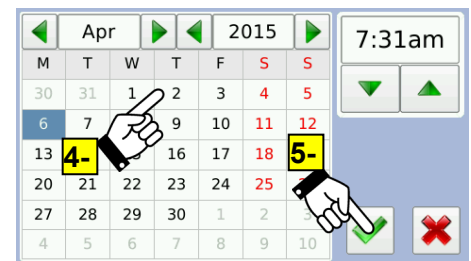 Apr 2015 7:31am
M T W T F S S
30 31 1 2 3 4 5
6 7 9 10 11 12
4- 5-
13 16 17 18
20 21 22 23 24 25
27 28 29 30 1 2 3
4 5 6 7 8 9 10